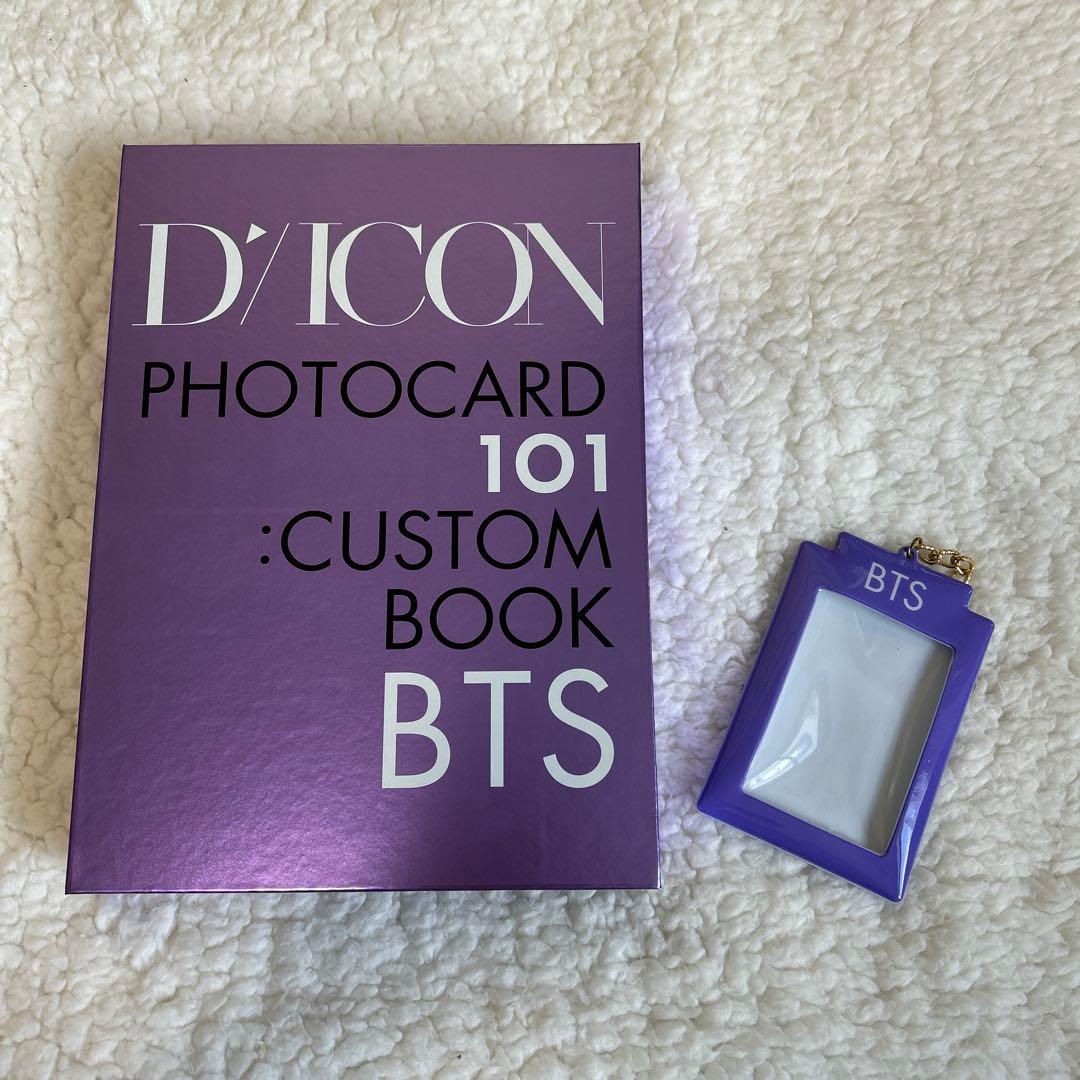 D'/ICON
PHOTOCARD
101
:CUSTOM
BOOK
BTS
BTS